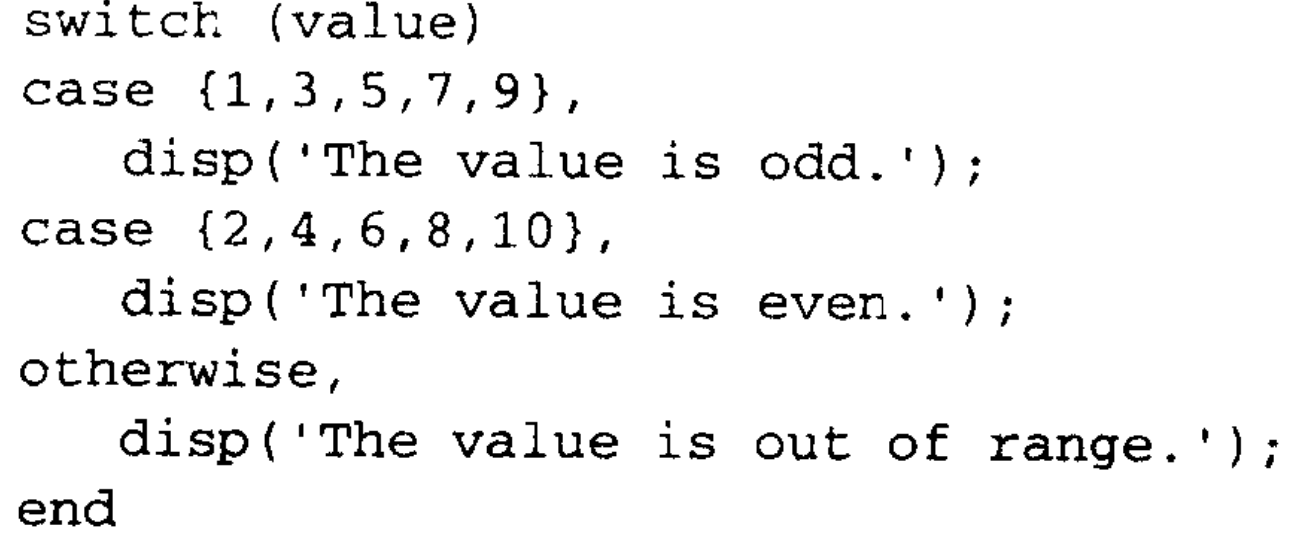 switch (value)
case {1,3,5,7,9},
   disp('The value is odd.');
case {2,4,6,8,10},
   disp('The value is even.');
otherwise,
   disp('The value is out of range.');
end